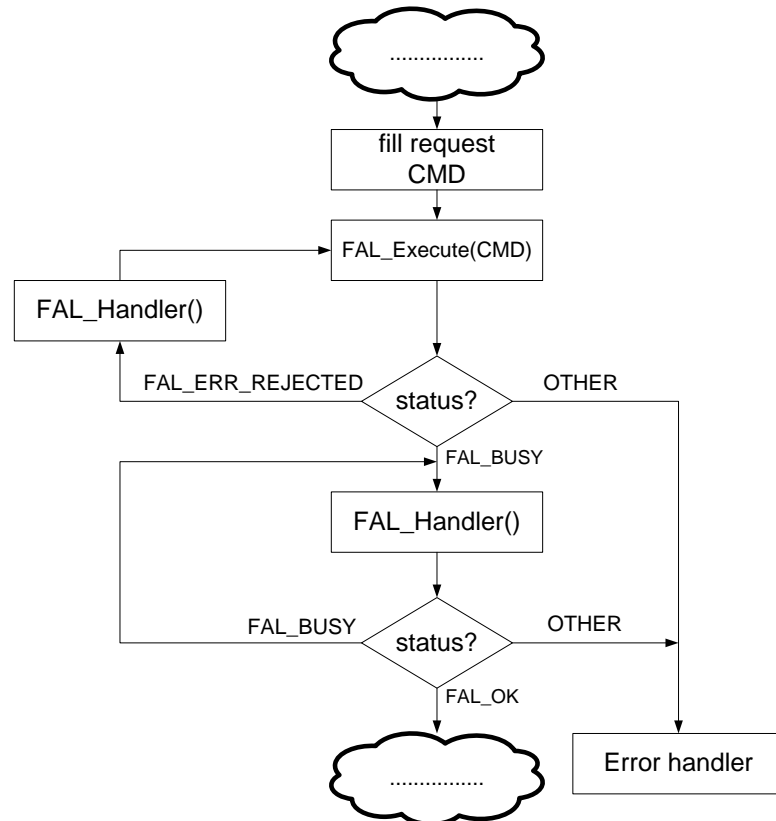 ................
fill request
CMD
FAL_Execute(CMD)
FAL_Handler()
FAL_ERR_REJECTED
OTHER
status?
FAL_BUSY
FAL_Handler()
FAL_BUSY
OTHER
status?
FAL_OK
................
Error handler